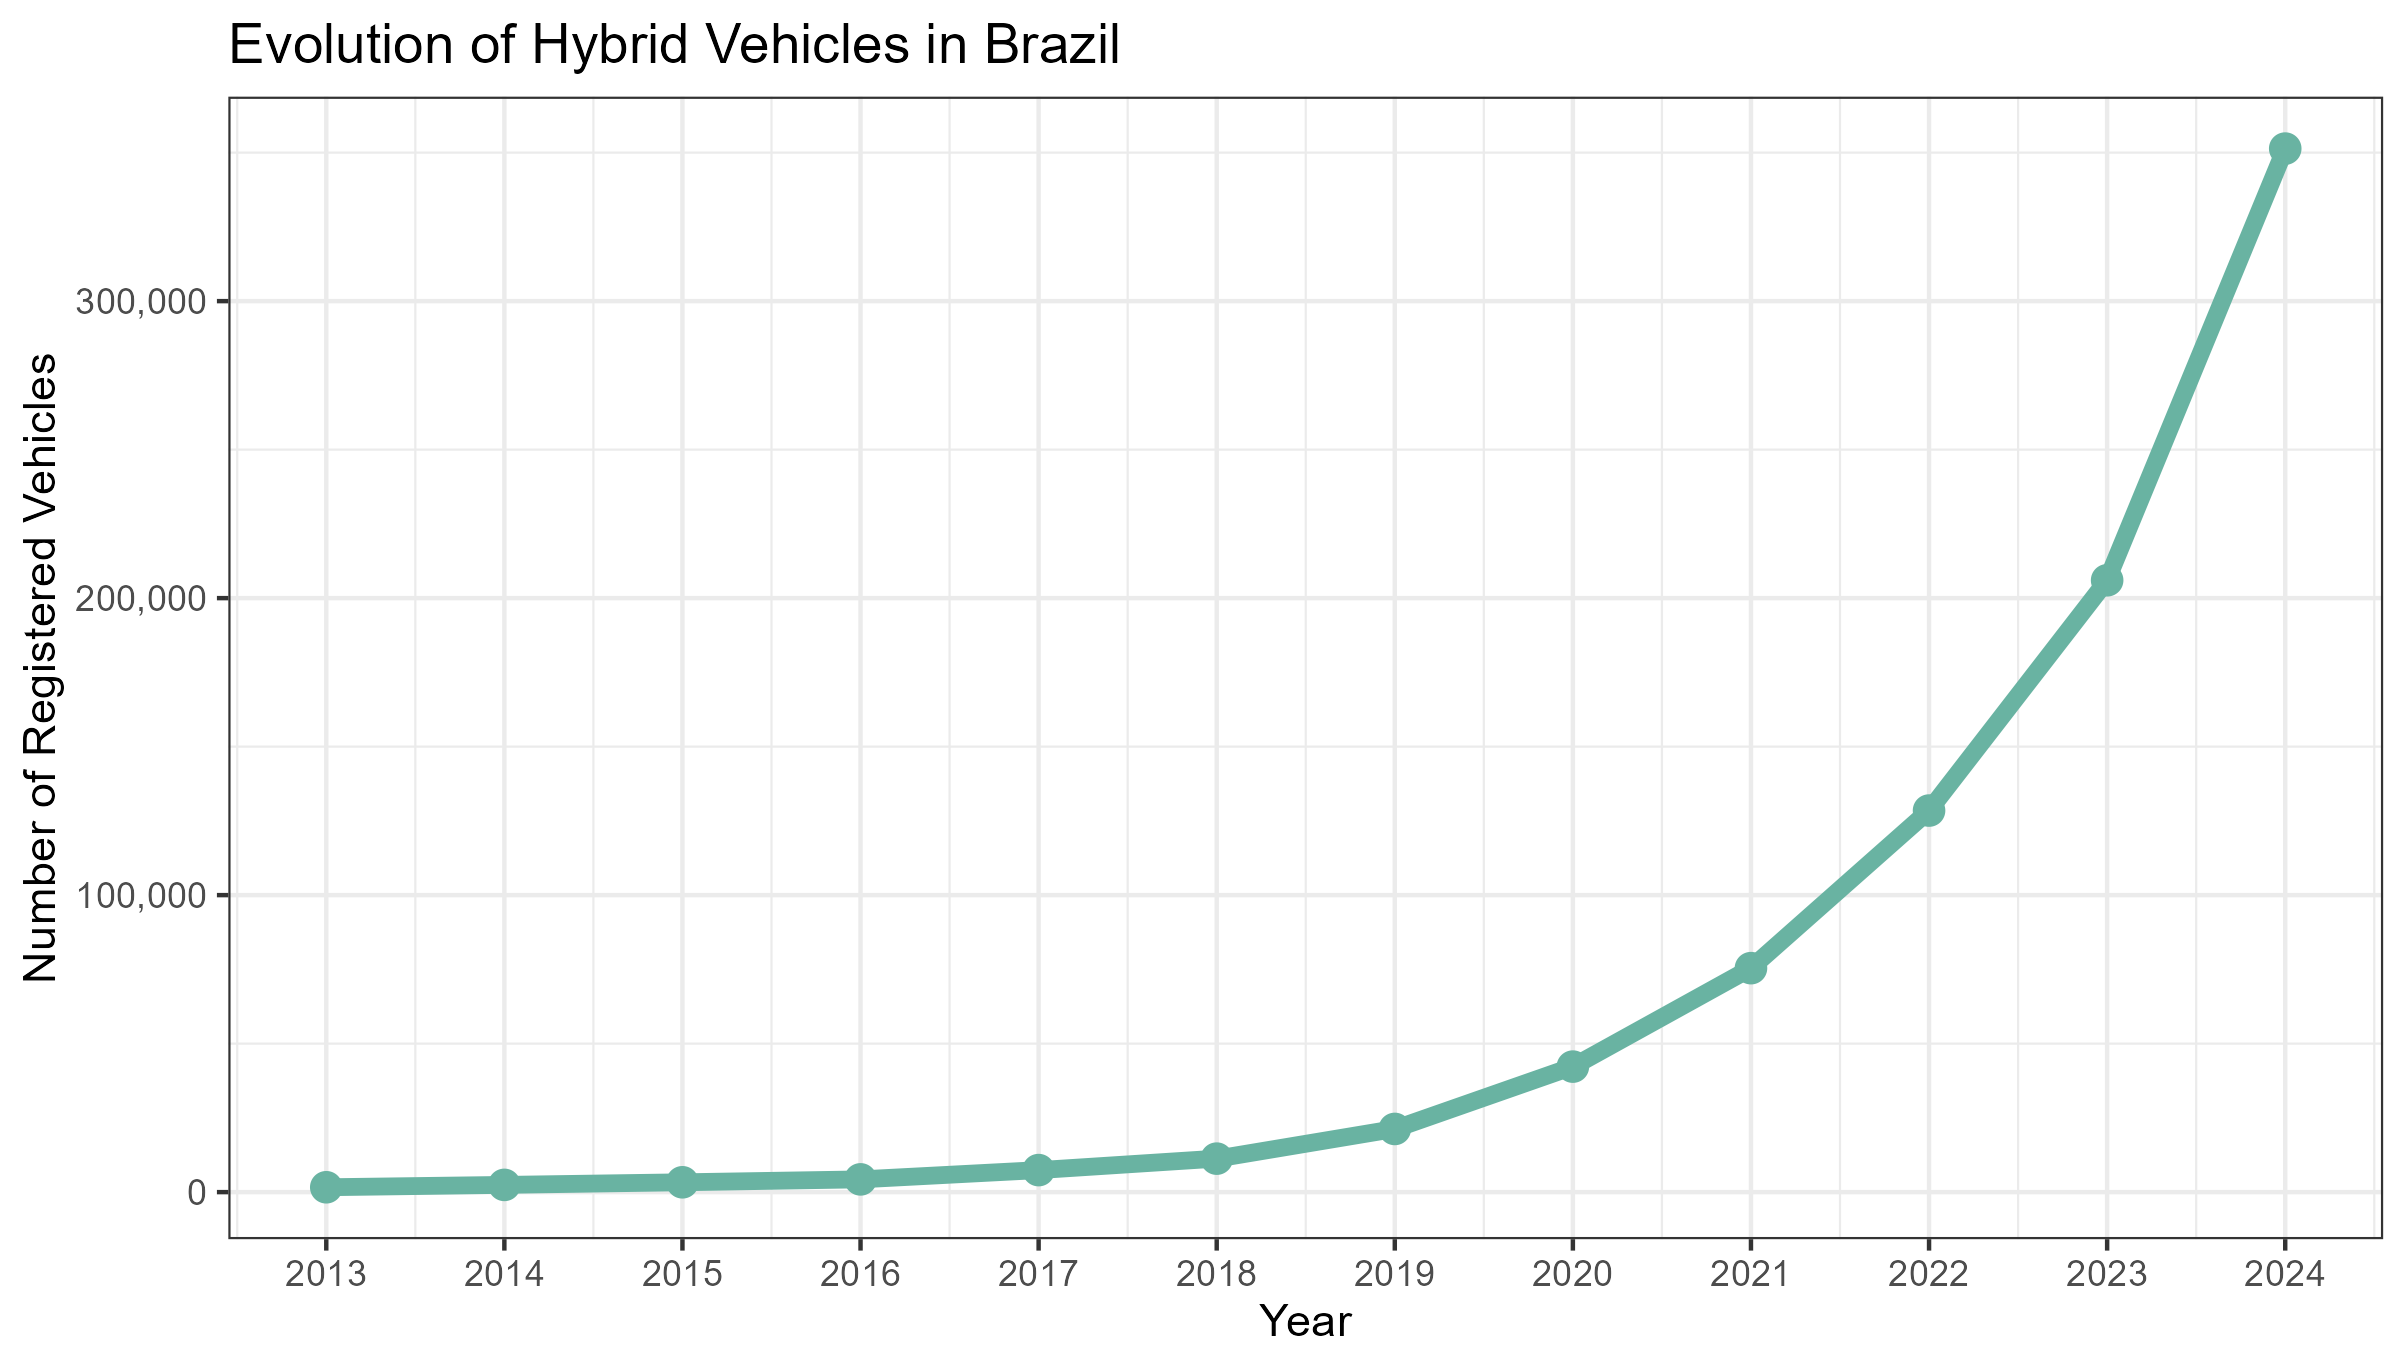 Evolution of Hybrid Vehicles in Brazil
Number of Registered Vehicles
300,000
200,000
100,000
0
2013 2014 2015 2016 2017 2018 2019 2020 2021 2022 2023 2024
Year